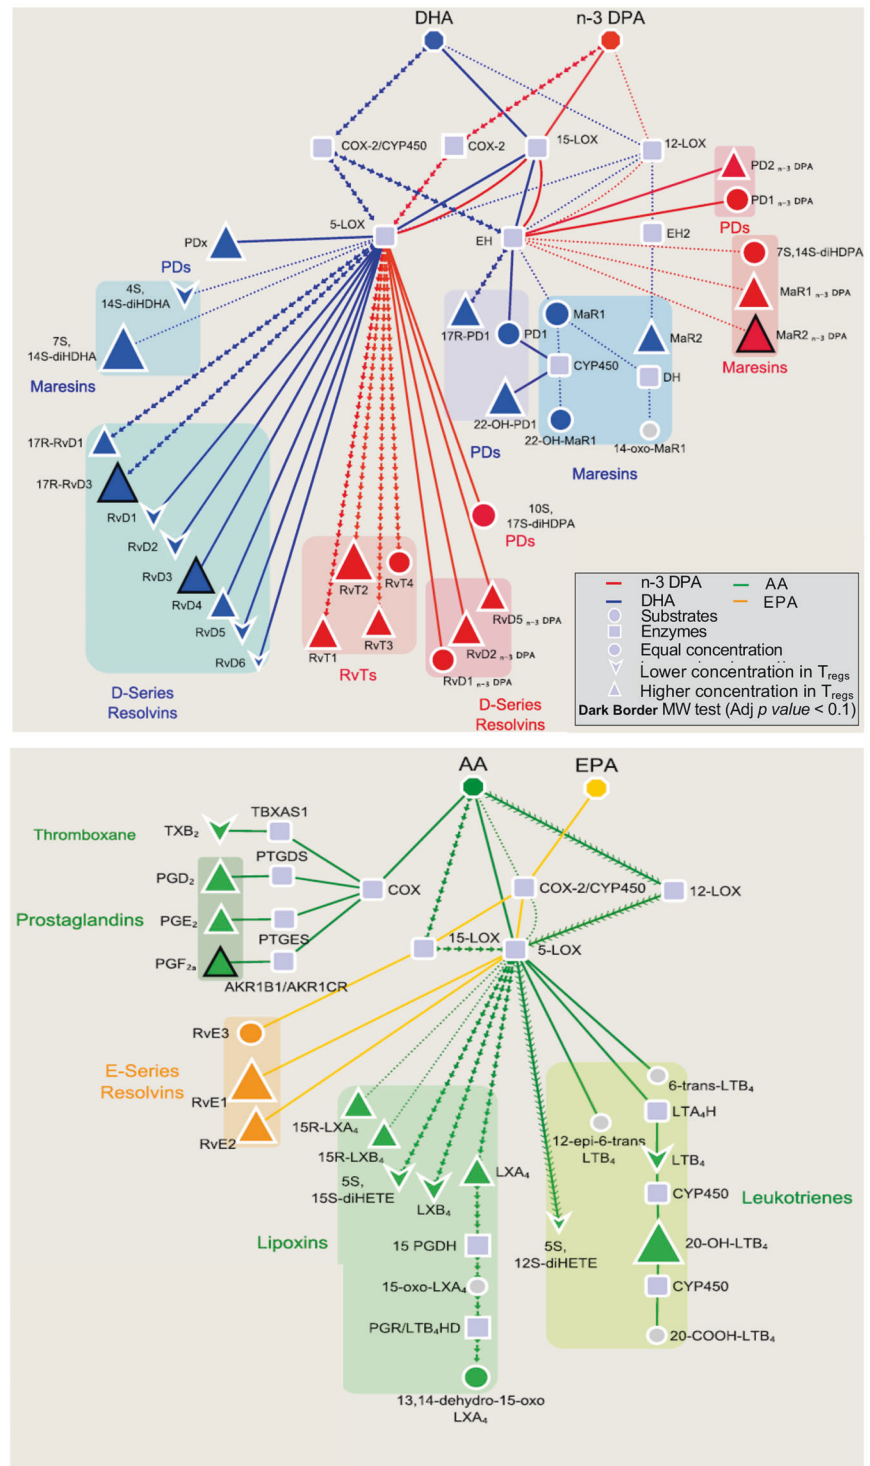 DHA
n-3 DPA
COX-2/CYP450
COX-2
15-LOX
12-LOX
PD2 n-3 DPA
PD1 n-3 DPA
PDs
5-LOX
EH
EH2
PDx
PDs
7S,14S-diHDPA
MaR1 n-3 DPA
MaR2 n-3 DPA
Maresins
4S,
14S-diHDHA
7S,
14S-diHDHA
Maresins
17R-PD1
PD1
MaR1
MaR2
CYP450
DH
22-OH-PD1
22-OH-MaR1
14-oxo-MaR1
PDs
Maresins
17R-RvD1
17R-RvD3
RvD1
RvD2
RvD3
RvD4
RvD5
RvD6
D-Series
Resolvins
10S,
17S-diHDPA
PDs
RvT2
RvT4
RvT1
RvT3
RvTs
RvD5 n-3 DPA
RvD2 n-3 DPA
RvD1 n-3 DPA
D-Series
Resolvins
n-3 DPA
AA
DHA
EPA
Substrates
Enzymes
Equal concentration
Lower concentration in Tregs
Higher concentration in Tregs
Dark Border MW test (Adj p value < 0.1)
AA
EPA
Thromboxane
TXB2
TBXAS1
PTGDS
PGD2
COX
COX-2/CYP450
12-LOX
Prostaglandins
PGE2
PTGES
15-LOX
5-LOX
PGF2a
AKR1B1/AKR1CR
RvE3
E-Series
Resolvins
RvE1
RvE2
6-trans-LTB4
LTA4H
15R-LXA4
12-epi-6-trans
LTB4
15R-LXB4
LTB4
5S,
15S-diHETE
LXB4
LXA4
CYP450
Leukotrienes
Lipoxins
15 PGDH
5S,
12S-diHETE
20-OH-LTB4
15-oxo-LXA4
CYP450
PGR/LTB4HD
20-COOH-LTB4
13,14-dehydro-15-oxo
LXA4